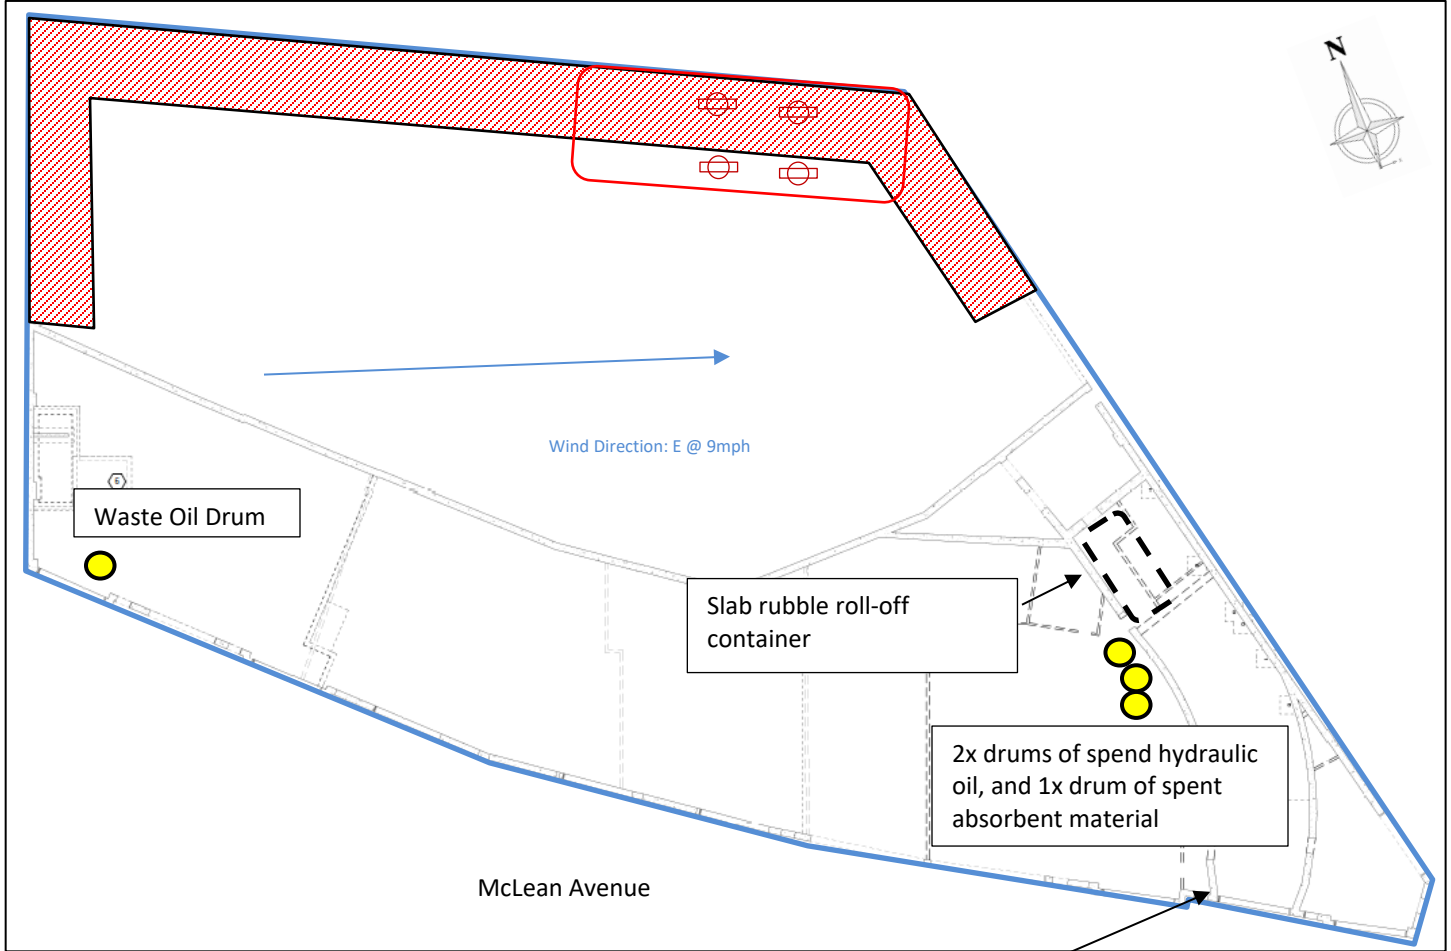 N
Wind Direction: E @ 9mph
6
Waste Oil Drum
Slab rubble roll-off
container
2x drums of spend hydraulic
oil, and 1x drum of spent
absorbent material
McLean Avenue